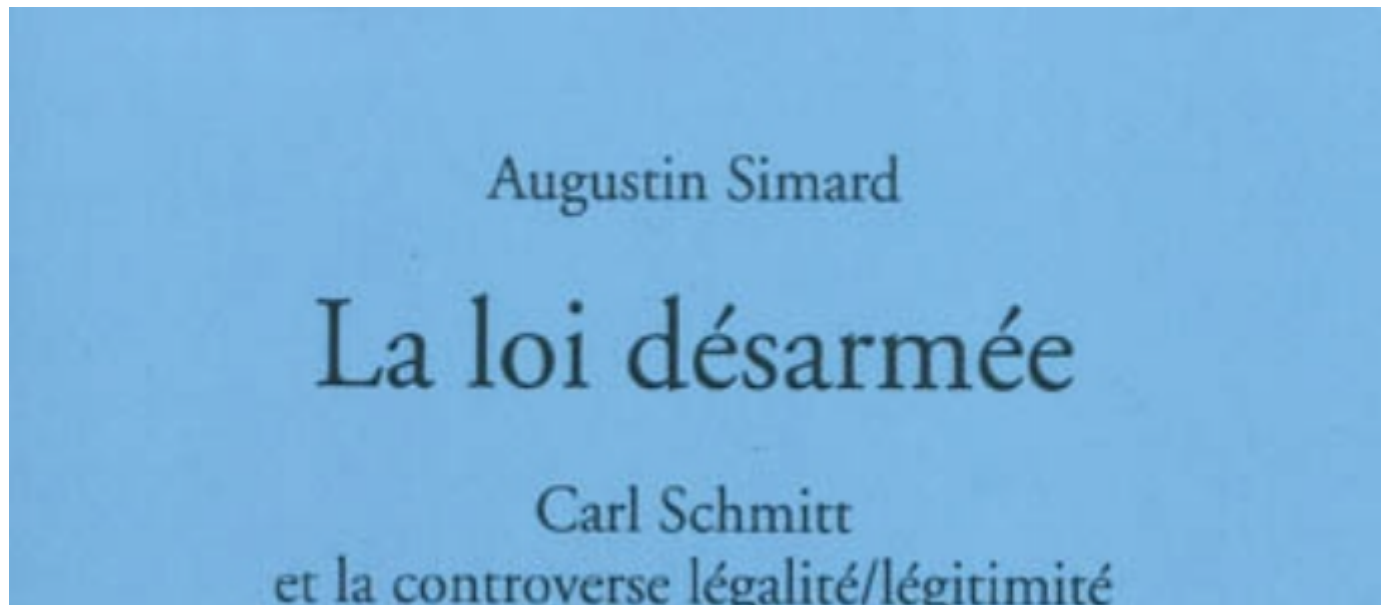 Augustin Simard
La loi désarmée
Carl Schmitt
et la controverse légalité/légitimité